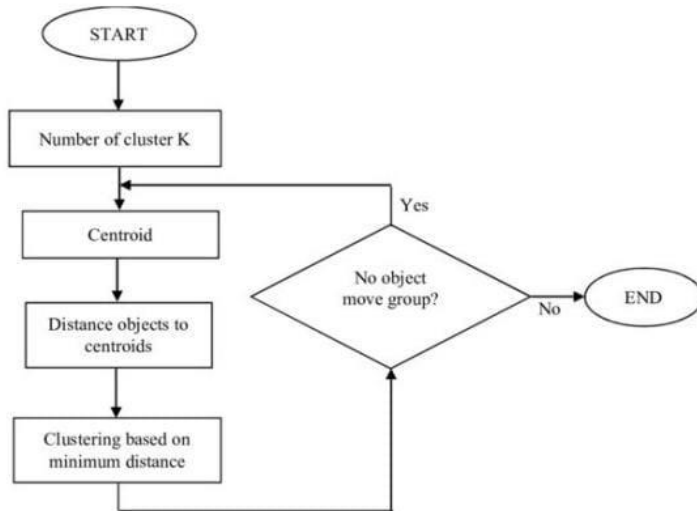 START
Number of cluster K
Centroid
Distance objects to
centroids
Clustering based on
minimum distance
No object
move group?
Yes
No
END